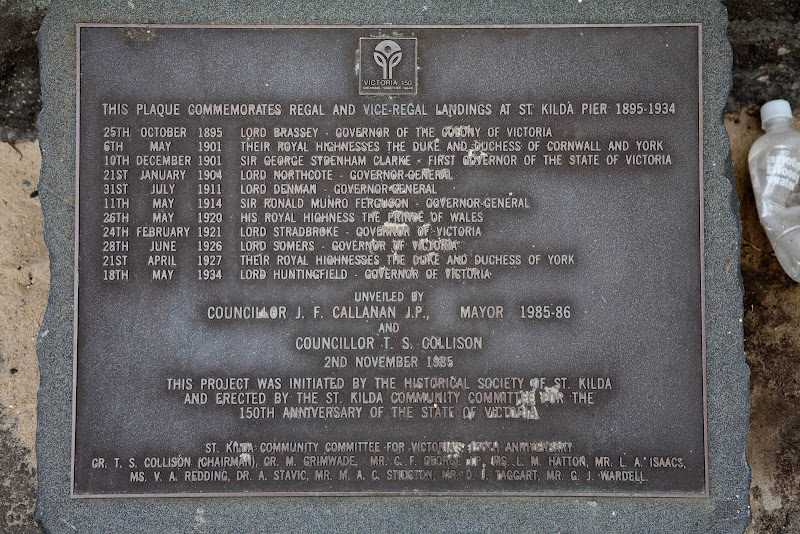 VICTORIA 150
THIS PLAQUE COMMEMORATES REGAL AND VICE-REGAL LANDINGS AT ST. KILDA PIER 1895-1934
25TH OCTOBER 1895 LORD BRASSEY - GOVERNOR OF THE COLONY OF VICTORIA
6TH MAY 1901 THEIR ROYAL HIGHNESSES THE DUKE AND DUCHESS OF CORNWALL AND YORK
10TH DECEMBER 1901 SIR GEORGE SYDENHAM CLARKE - FIRST GOVERNOR OF THE STATE OF VICTORIA
21ST JANUARY 1904 LORD NORTHCOTE - GOVERNOR-GENERAL
31ST JULY 1911 LORD DENMAN - GOVERNOR-GENERAL
11TH MAY 1914 SIR RONALD MUNRO FERGUSON - GOVERNOR-GENERAL
26TH MAY 1920 HIS ROYAL HIGHNESS THE PRINCE OF WALES
24TH FEBRUARY 1921 LORD STRADBROKE - GOVERNOR OF VICTORIA
28TH JUNE 1926 LORD SOMERS - GOVERNOR OF VICTORIA
21ST APRIL 1927 THEIR ROYAL HIGHNESSES THE DUKE AND DUCHESS OF YORK
18TH MAY 1934 LORD HUNTINGFIELD - GOVERNOR OF VICTORIA
UNVEILED BY
COUNCILLOR J. F. CALLANAN J.P., MAYOR 1985-86
AND
COUNCILLOR T. S. COLLISON
2ND NOVEMBER 1985
THIS PROJECT WAS INITIATED BY THE HISTORICAL SOCIETY OF ST. KILDA
AND ERECTED BY THE ST. KILDA COMMUNITY COMMITTEE FOR THE
150TH ANNIVERSARY OF THE STATE OF VICTORIA
ST. KILDA COMMUNITY COMMITTEE FOR VICTORIA'S 150TH ANNIVERSARY
CR. T. S. COLLISON (CHAIRMAN), CR. M. GRIMWADE, MR. C. F. GEORGE J.P., MS. L. M. HATTON, MR. L. A. ISAACS,
MS. V. A. REDDING, DR. A. STAVIC, MR. M. A. C. MR. D. TAGGART, MR. G. J. WARDELL.